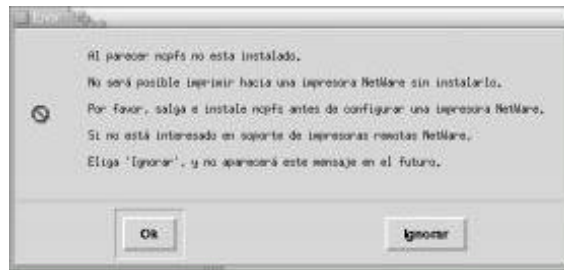 Al parecer ncpfs no esta instalado.
No será posible imprimir hacia una impresora NetWare sin instalarlo.
Por favor, salga e instale ncpfs antes de configurar una impresora NetWare.
Si no está interesado en soporte de impresoras remotas NetWare,
Eliga 'Ignorar', y no aparecerá este mensaje en el futuro.
Ok
Ignorar